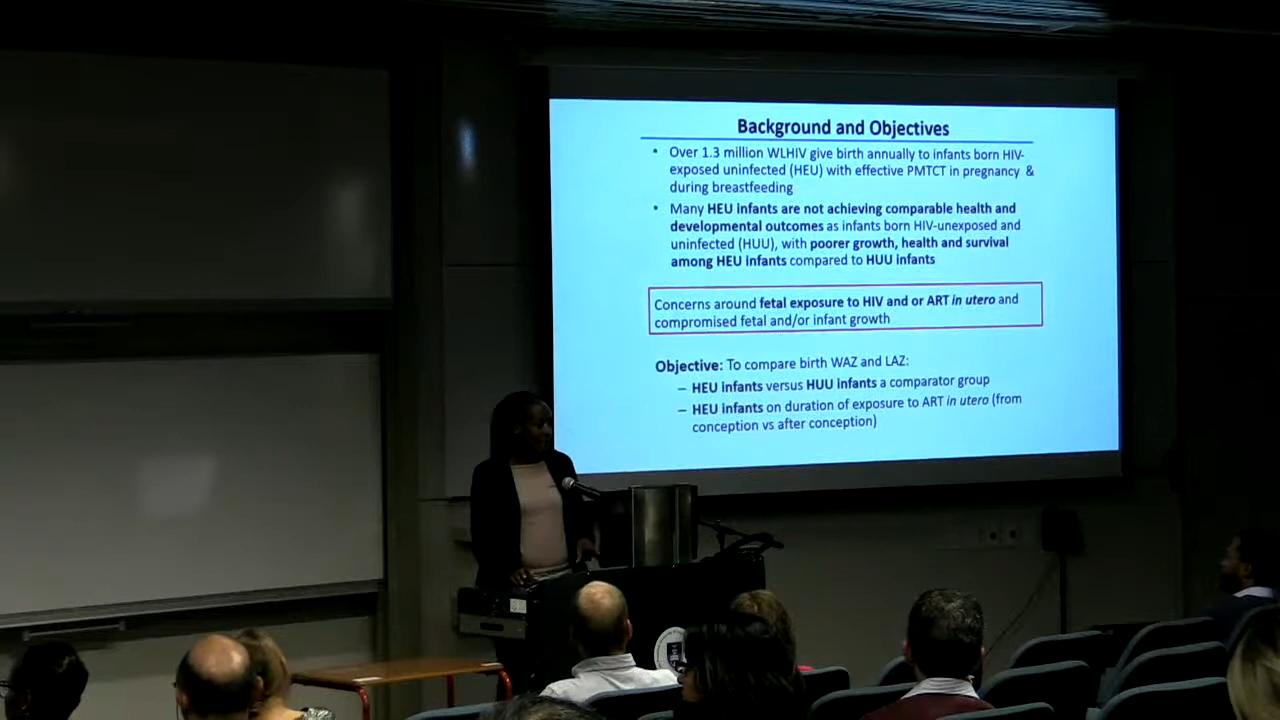 Background and Objectives
• Over 1.3 million WLHIV give birth annually to infants born HIV-
exposed uninfected (HEU) with effective PMTCT in pregnancy &
during breastfeeding
• Many HEU infants are not achieving comparable health and
developmental outcomes as infants born HIV-unexposed and
uninfected (HUU), with poorer growth, health and survival
among HEU infants compared to HUU infants
Concerns around fetal exposure to HIV and or ART in utero and
compromised fetal and/or infant growth
Objective: To compare birth WAZ and LAZ:
– HEU infants versus HUU infants a comparator group
– HEU infants on duration of exposure to ART in utero (from
conception vs after conception)